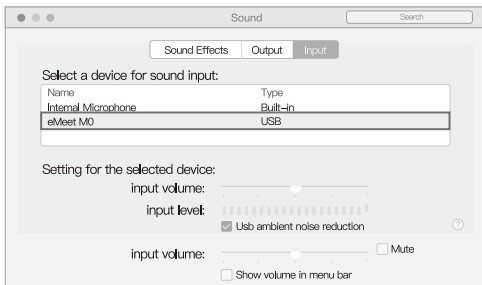 Sound
Search
Sound Effects Output Input
Select a device for sound input:
Name Type
Internal Microphone Built-in
eMeet M0 USB
Setting for the selected device:
input volume:
input level:
Usb ambient noise reduction ?
input volume: Mute
Show volume in menu bar